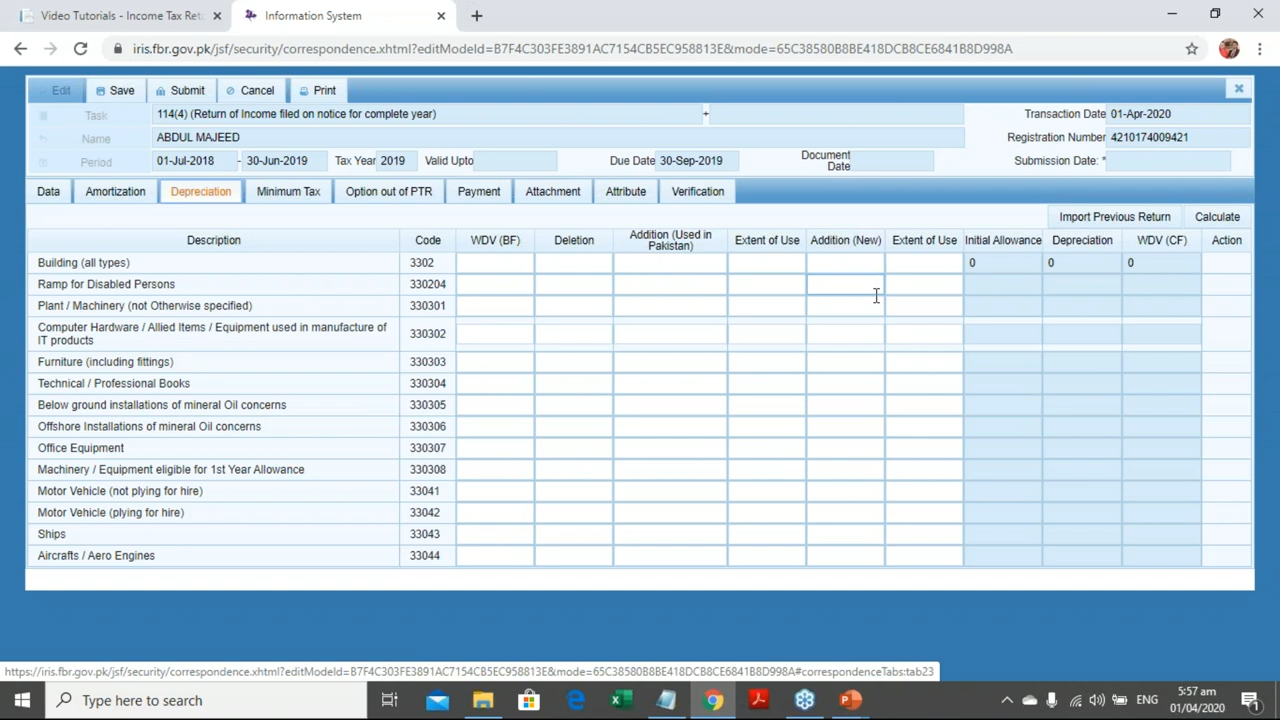 Video Tutorials - Income Tax Ret
Information System
iris.fbr.gov.pk/jsf/security/correspondence.xhtml?editModeId=B7F4C303FE3891AC7154CB5EC958813E&mode=65C38580B8BE418DCB8CE6841B8D998A
Edit Save Submit Cancel Print
Task 114(4) (Return of Income filed on notice for complete year) + Transaction Date 01-Apr-2020
Name ABDUL MAJEED Registration Number 4210174009421
Period 01-Jul-2018 - 30-Jun-2019 Tax Year 2019 Valid Upto Due Date 30-Sep-2019 Document Date Submission Date: *
Data Amortization Depreciation Minimum Tax Option out of PTR Payment Attachment Attribute Verification
Import Previous Return Calculate
Description Code WDV (BF) Deletion Addition (Used in Pakistan) Extent of Use Addition (New) Extent of Use Initial Allowance Depreciation WDV (CF) Action
Building (all types) 3302 0 0 0
Ramp for Disabled Persons 330204
Plant / Machinery (not Otherwise specified) 330301
Computer Hardware / Allied Items / Equipment used in manufacture of IT products 330302
Furniture (including fittings) 330303
Technical / Professional Books 330304
Below ground installations of mineral Oil concerns 330305
Offshore Installations of mineral Oil concerns 330306
Office Equipment 330307
Machinery / Equipment eligible for 1st Year Allowance 330308
Motor Vehicle (not plying for hire) 33041
Motor Vehicle (plying for hire) 33042
Ships 33043
Aircrafts / Aero Engines 33044
https://iris.fbr.gov.pk/jsf/security/correspondence.xhtml?editModeId=B7F4C303FE3891AC7154CB5EC958813E&mode=65C38580B8BE418DCB8CE6841B8D998A#correspondenceTabs:tab23
Type here to search
ENG
5:57 am
01/04/2020
1